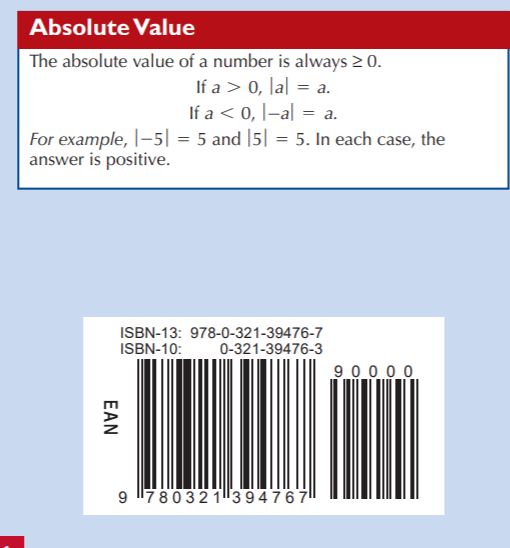 Absolute Value
The absolute value of a number is always ≥ 0.
If a > 0, |a| = a.
If a < 0, |−a| = a.
For example, |−5| = 5 and |5| = 5. In each case, the
answer is positive.
ISBN-13: 978-0-321-39476-7
ISBN-10: 0-321-39476-3
90000
EAN
9 780321 394767